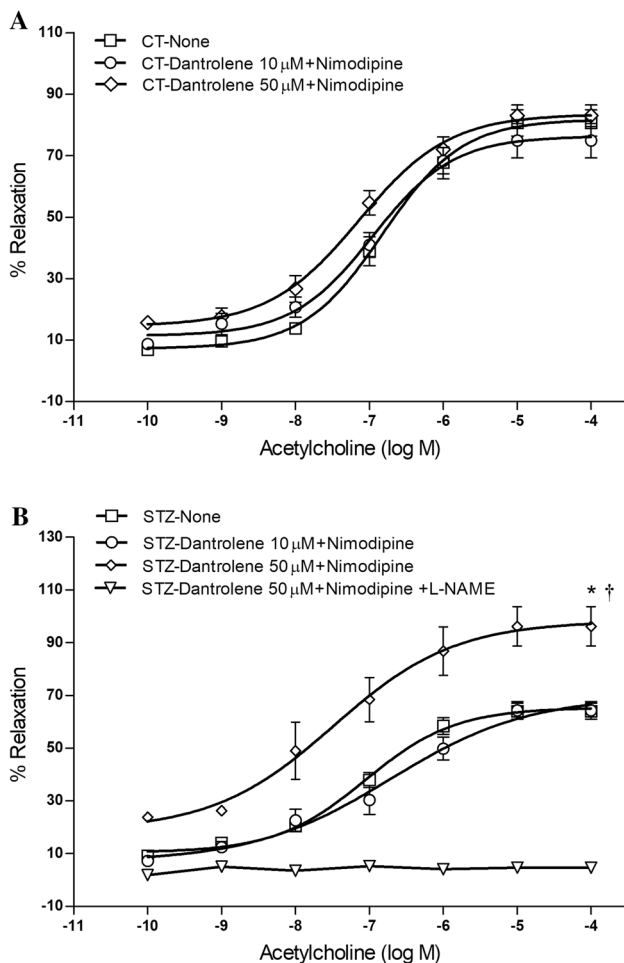 A
CT-None
CT-Dantrolene 10 μM+Nimodipine
CT-Dantrolene 50 μM+Nimodipine
110
90
70
50
30
10
-10
% Relaxation
-11 -10 -9 -8 -7 -6 -5 -4
Acetylcholine (log M)
B
STZ-None
STZ-Dantrolene 10 μM+Nimodipine
STZ-Dantrolene 50 μM+Nimodipine
STZ-Dantrolene 50 μM+Nimodipine +L-NAME
* †
130
110
90
70
50
30
10
-10
% Relaxation
-11 -10 -9 -8 -7 -6 -5 -4
Acetylcholine (log M)